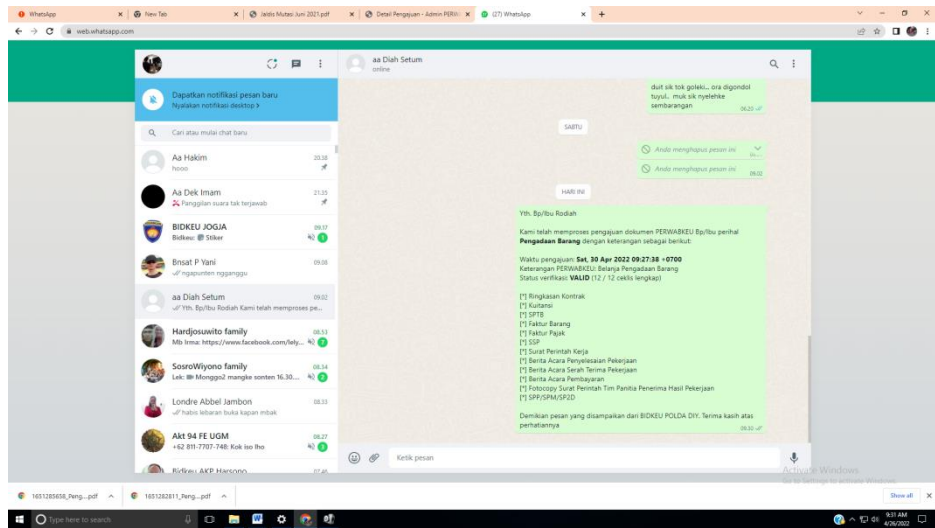 WhatsApp
New Tab
Jaldis Mutasi Juni 2021.pdf
Detail Pengajuan - Admin PERW
(27) WhatsApp
web.whatsapp.com
aa Diah Setum
online
Dapatkan notifikasi pesan baru
Nyalakan notifikasi desktop >
Cari atau mulai chat baru
Aa Hakim 20.38
hooo
Aa Dek Imam 21.35
Panggilan suara tak terjawab
BIDKEU JOGJA 09.17
Bidkeu: Stiker 1
Bnsat P Yani 09.08
ngapunten ngganggu
aa Diah Setum 09.02
Yth. Bp/Ibu Rodiah Kami telah memproses pe...
Hardjosuwito family 08.53
Mb Irma: https://www.facebook.com/lely... 7
SosroWiyono family 08.34
Lek: Monggo2 mangke sonten 16.30.... 2
Londre Abbel Jambon 08.33
habis lebaran buka kapan mbak
Akt 94 FE UGM 08.27
+62 811-7707-748: Kok iso lho 1
Bidkeu AKP Harsono 07.46
duit sik tok goleki... ora digondol
tuyul.. muk sik nyelehke
sembarangan
06.23
SABTU
Anda menghapus pesan ini
Anda menghapus pesan ini 09.02
HARI INI
Yth. Bp/Ibu Rodiah
Kami telah memproses pengajuan dokumen PERWABKEU Bp/Ibu perihal
Pengadaan Barang dengan keterangan sebagai berikut:
Waktu pengajuan: Sat, 30 Apr 2022 09:27:38 +0700
Keterangan PERWABKEU: Belanja Pengadaan Barang
Status verifikasi: VALID (12 / 12 ceklis lengkap)
[*] Ringkasan Kontrak
[*] Kuitansi
[*] SPTB
[*] Faktur Barang
[*] Faktur Pajak
[*] SSP
[*] Surat Perintah Kerja
[*] Berita Acara Penyelesaian Pekerjaan
[*] Berita Acara Serah Terima Pekerjaan
[*] Berita Acara Pembayaran
[*] Fotocopy Surat Perintah Tim Panitia Penerima Hasil Pekerjaan
[*] SPP/SPM/SP2D
Demikian pesan yang disampaikan dari BIDKEU POLDA DIY. Terima kasih atas
perhatiannya
09.30
Ketik pesan
Activate Windows
Go to Settings to activate Windows.
1651285658_Peng....pdf
1651282811_Peng....pdf
Show all
Type here to search
9:31 AM
4/26/2022